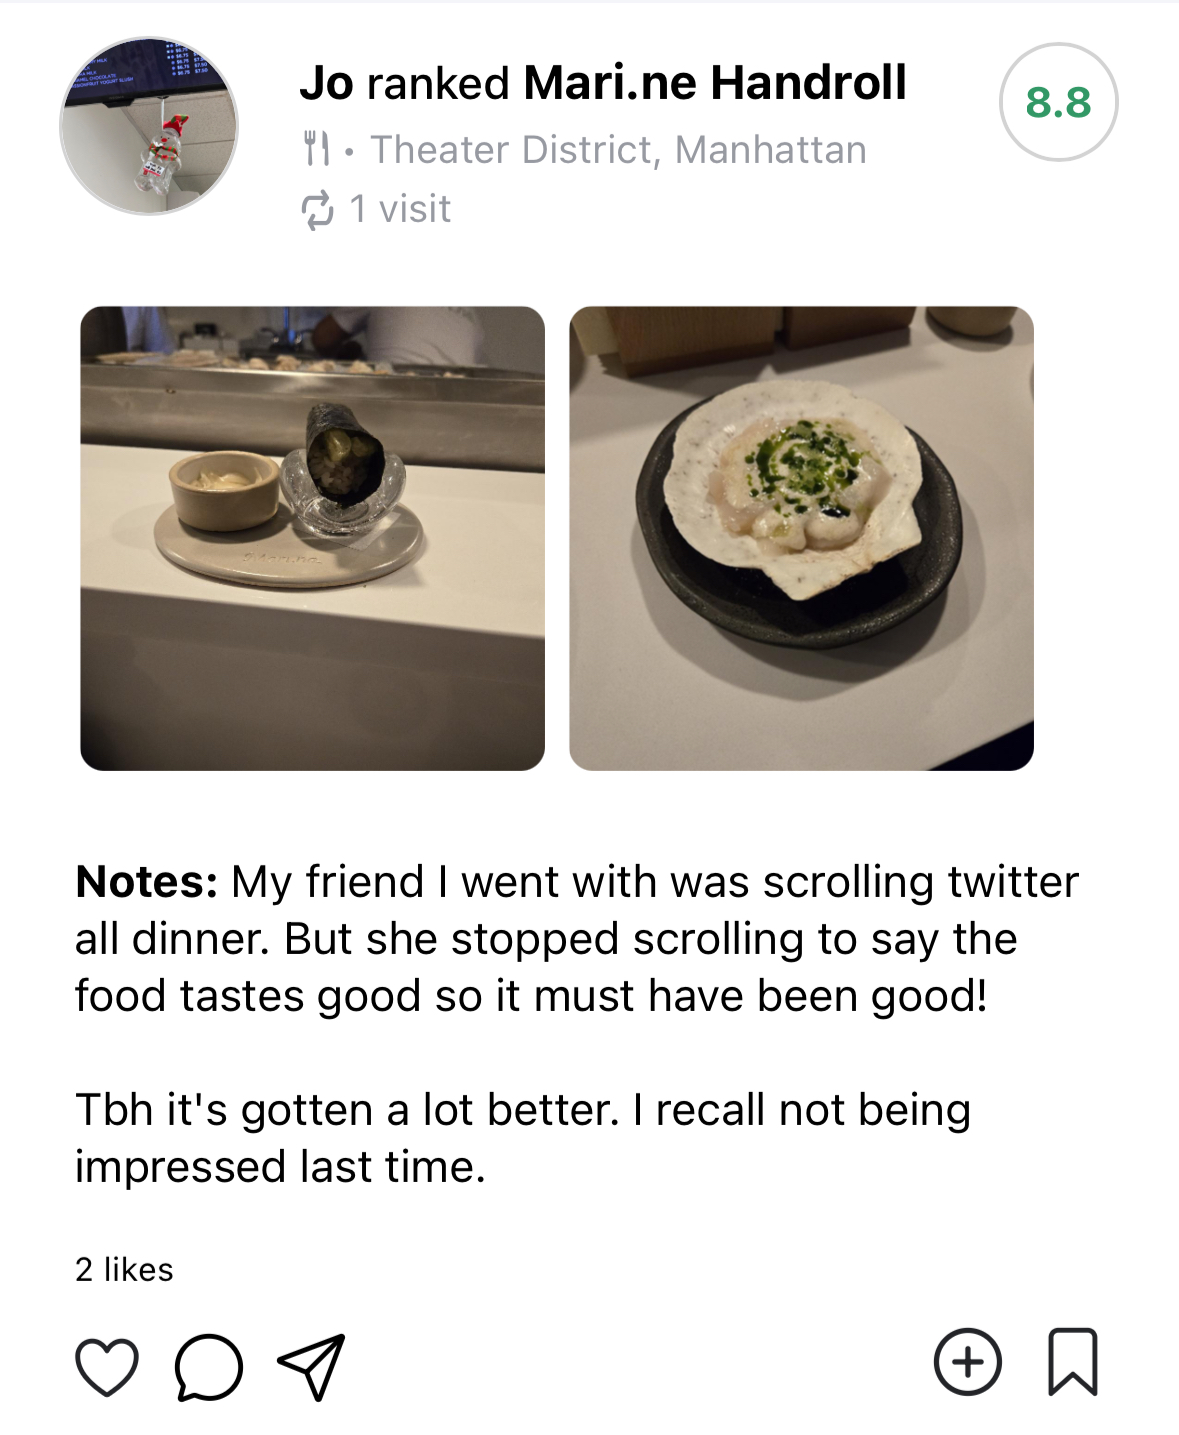 Jo ranked Mari.ne Handroll
8.8
• Theater District, Manhattan
1 visit
Notes: My friend I went with was scrolling twitter
all dinner. But she stopped scrolling to say the
food tastes good so it must have been good!
Tbh it's gotten a lot better. I recall not being
impressed last time.
2 likes